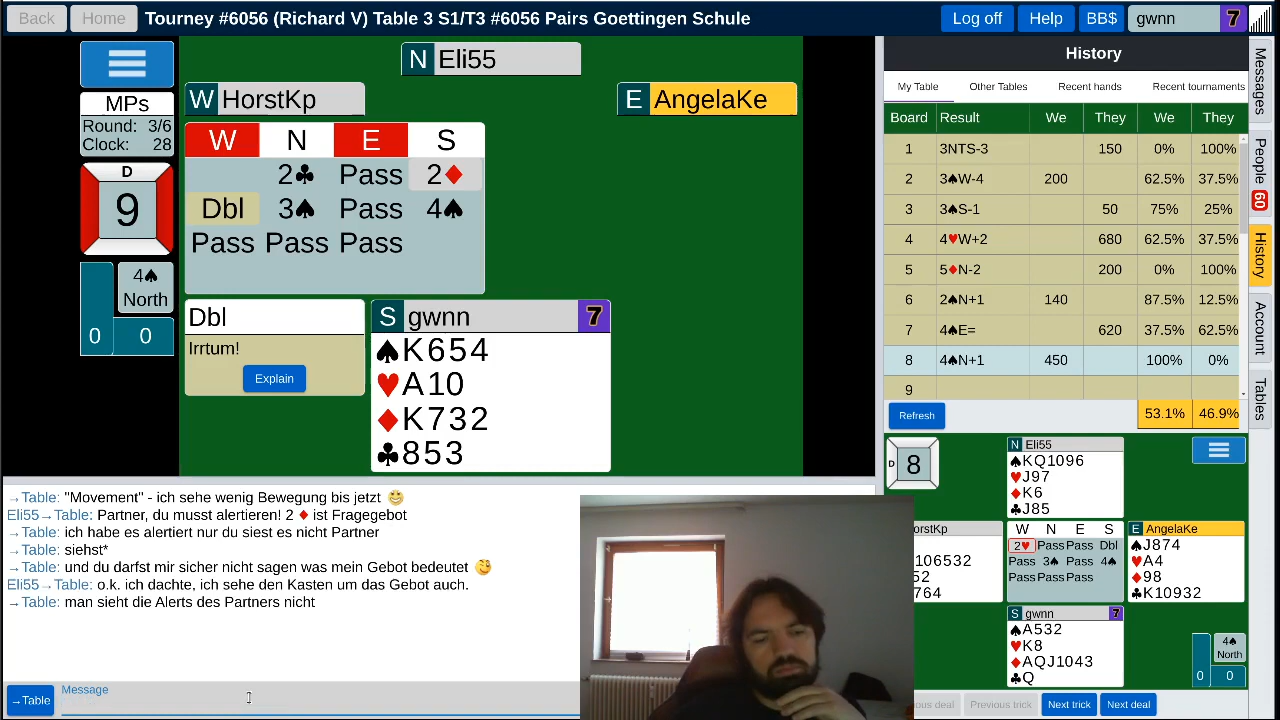 Back
Home
Tourney #6056 (Richard V) Table 3 S1/T3 #6056 Pairs Goettingen Schule
Log off
Help
BB$
gwnn 7
MPs
Round: 3/6
Clock: 28
D
9
4♠
North
0
0
N Eli55
W HorstKp
E AngelaKe
W N E S
2♣ Pass 2♦
Dbl 3♠ Pass 4♠
Pass Pass Pass
Dbl
Irrtum!
Explain
S gwnn 7
♠K654
♥A10
♦K732
♣853
→Table: "Movement" - ich sehe wenig Bewegung bis jetzt 😀
Eli55→Table: Partner, du musst alertieren! 2 ♦ ist Fragegebot
→Table: ich habe es alertiert nur du siest es nicht Partner
→Table: siehst*
→Table: und du darfst mir sicher nicht sagen was mein Gebot bedeutet 😉
Eli55→Table: o.k. ich dachte, ich sehe den Kasten um das Gebot auch.
→Table: man sieht die Alerts des Partners nicht
→Table
Message
History
My Table
Other Tables
Recent hands
Recent tournaments
Board Result We They We They
1 3NTS-3 150 0% 100%
2 3♠W-4 200 62.5% 37.5%
3 3♠S-1 50 75% 25%
4 4♥W+2 680 62.5% 37.5%
5 5♦N-2 200 0% 100%
6 2♠N+1 140 87.5% 12.5%
7 4♠E= 620 37.5% 62.5%
8 4♠N+1 450 100% 0%
9
Refresh
53.1% 46.9%
D 8
N Eli55
♠KQ1096
♥J97
♦K6
♣J85
orstKp
106532
52
764
W N E S
2♥ Pass Pass Dbl
Pass 3♠ Pass 4♠
Pass Pass Pass
E AngelaKe
♠J874
♥A4
♦98
♣K10932
S gwnn 7
♠A532
♥K8
♦AQJ1043
♣Q
4♠
North
0
0
ous deal
Previous trick
Next trick
Next deal
Messages
People 60
History
Account
Tables